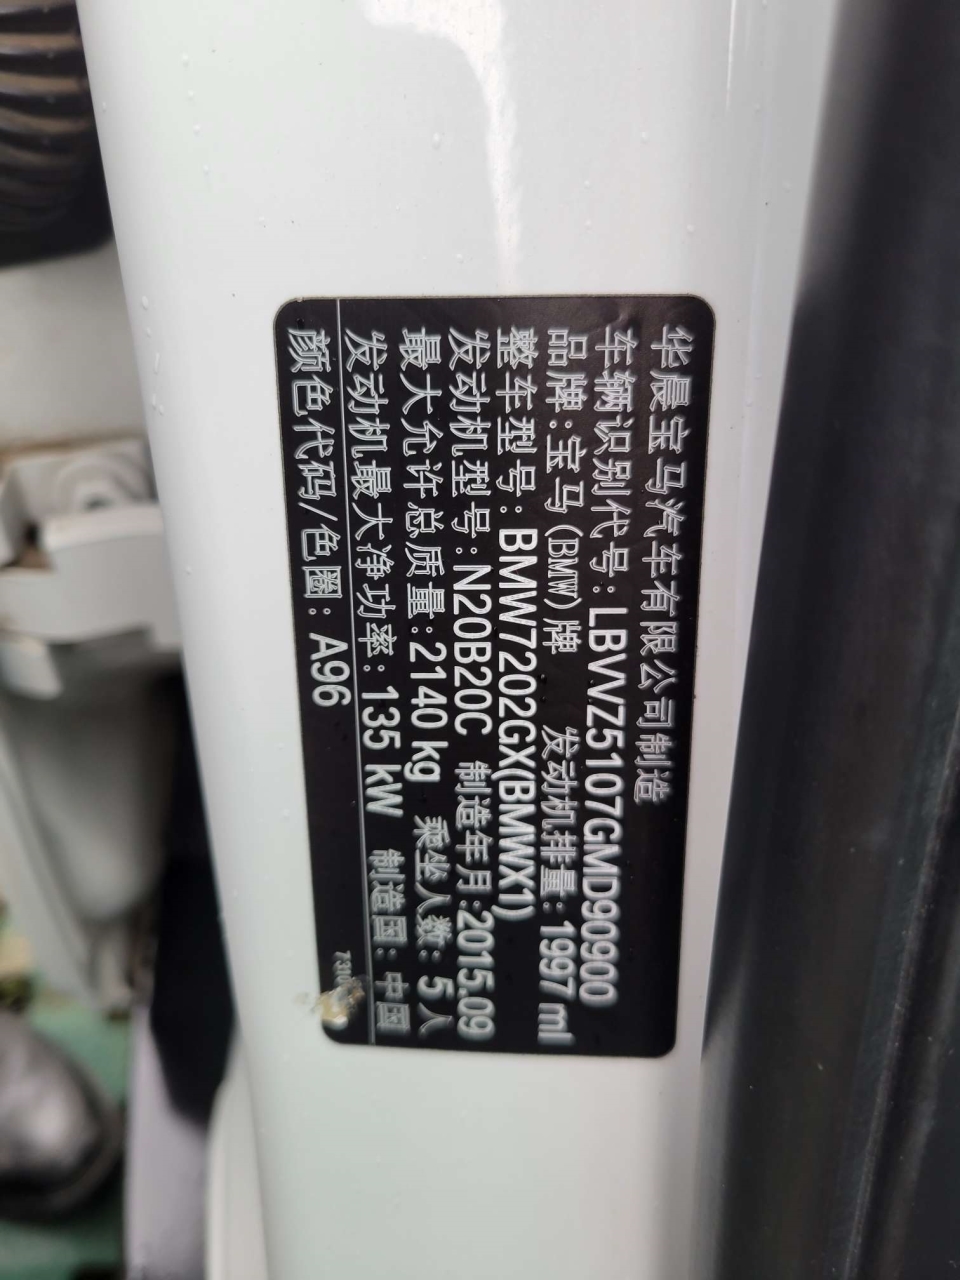 华晨宝马汽车有限公司制造
车辆识别代号:LBVVZ5107GMD90900
品牌:宝马(BMW)牌 发动机排量:1997 ml
整车型号:BMW7202GX(BMWX1)
发动机型号:N20B20C 制造年月:2015.09
最大允许总质量:2140 kg 乘坐人数:5人
发动机最大净功率:135 kW 制造国:中国
颜色代码/色圈:A96